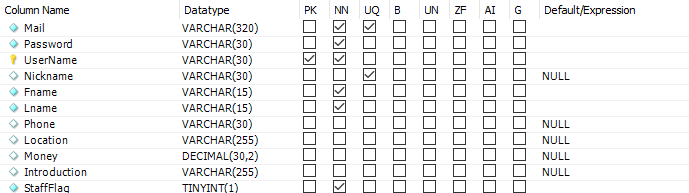 Column Name Datatype PK NN UQ B UN ZF AI G Default/Expression
Mail VARCHAR(320)
Password VARCHAR(30)
UserName VARCHAR(30)
Nickname VARCHAR(30) NULL
Fname VARCHAR(15)
Lname VARCHAR(15)
Phone VARCHAR(30) NULL
Location VARCHAR(255) NULL
Money DECIMAL(30,2) NULL
Introduction VARCHAR(255) NULL
StaffFlag TINYINT(1)